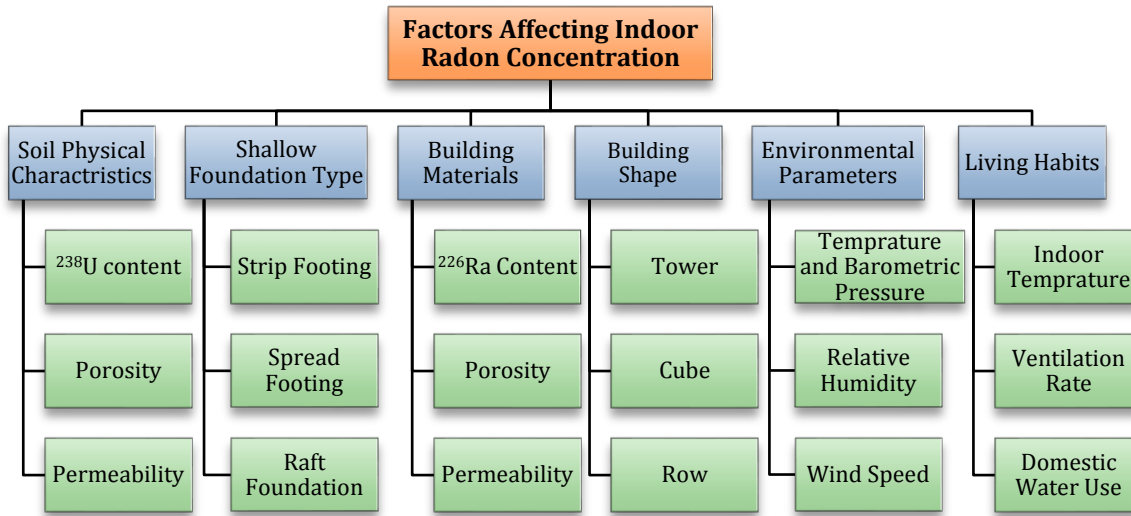 Factors Affecting Indoor
Radon Concentration
Soil Physical
Charctristics
Shallow
Foundation Type
Building
Materials
Building
Shape
Environmental
Parameters
Living Habits
²³⁸U content
Strip Footing
²²⁶Ra Content
Tower
Temprature
and Barometric
Pressure
Indoor
Temprature
Porosity
Spread
Footing
Porosity
Cube
Relative
Humidity
Ventilation
Rate
Permeability
Raft
Foundation
Permeability
Row
Wind Speed
Domestic
Water Use